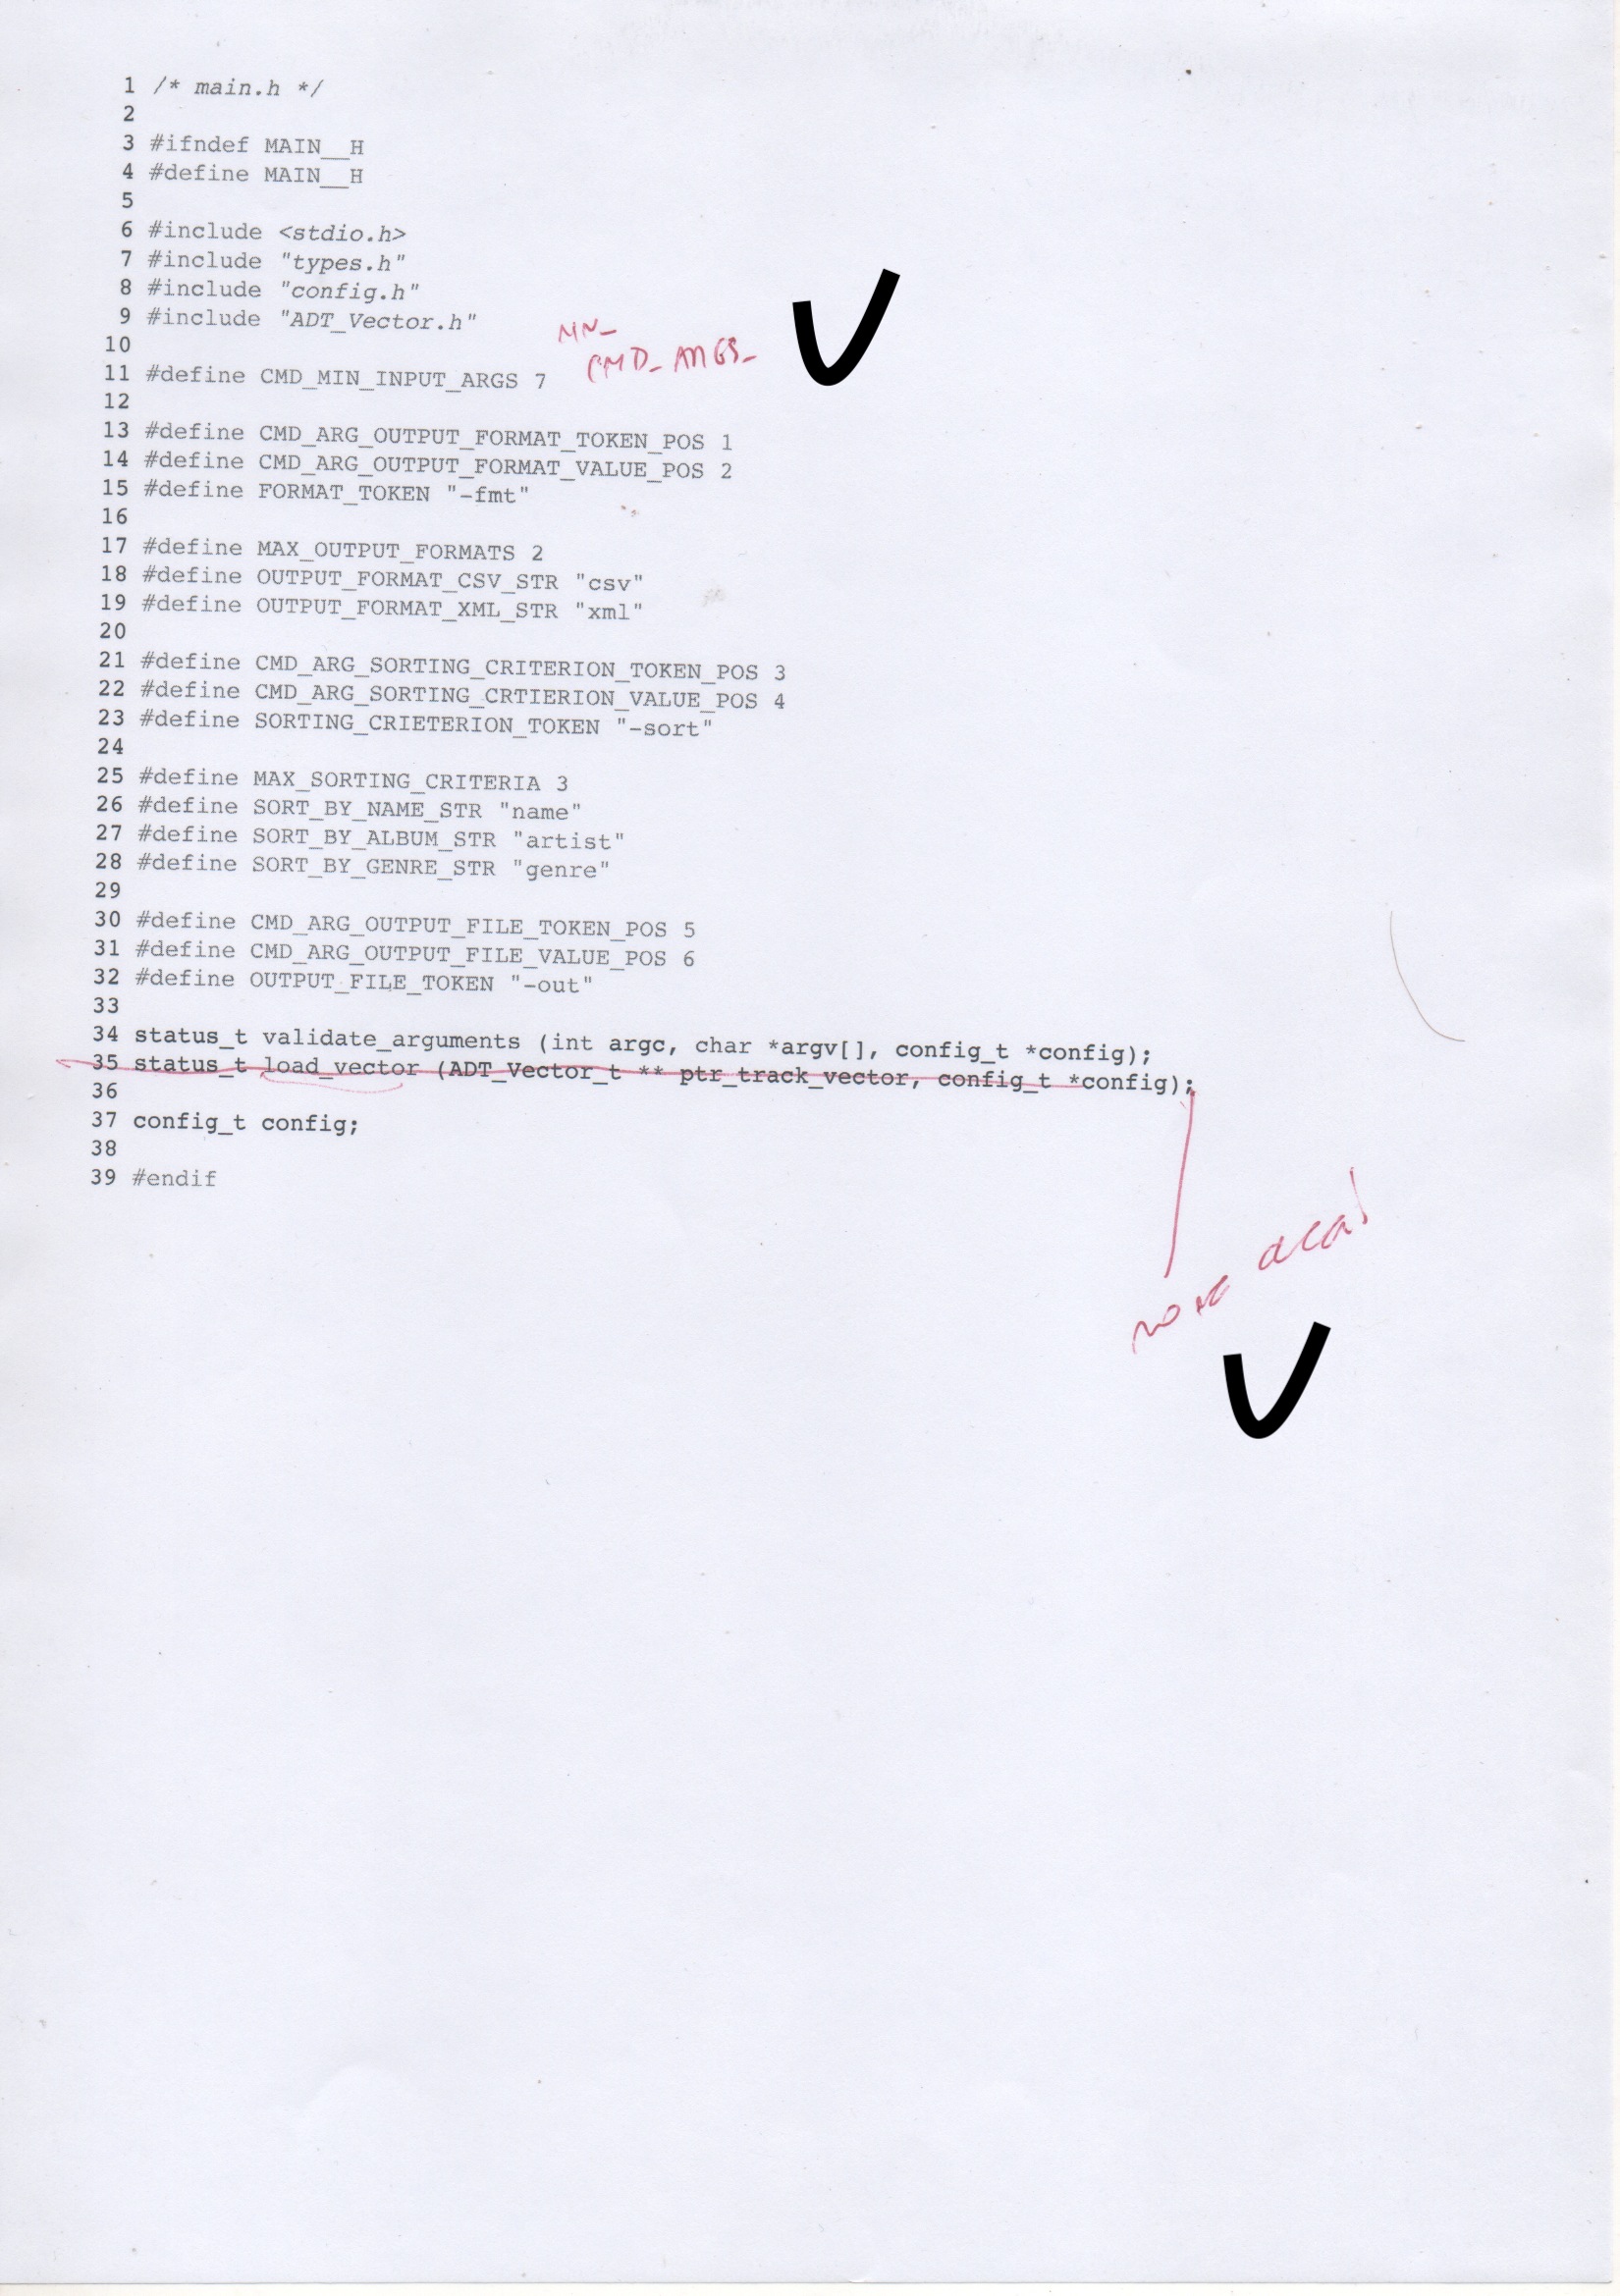 1 /* main.h */
2
3 #ifndef MAIN__H
4 #define MAIN__H
5
6 #include <stdio.h>
7 #include "types.h"
8 #include "config.h"
9 #include "ADT_Vector.h"
10
CMD_ARGS_
11 #define CMD_MIN_INPUT_ARGS 7
12
13 #define CMD_ARG_OUTPUT_FORMAT_TOKEN_POS 1
14 #define CMD_ARG_OUTPUT_FORMAT_VALUE_POS 2
15 #define FORMAT_TOKEN "-fmt"
16
17 #define MAX_OUTPUT_FORMATS 2
18 #define OUTPUT_FORMAT_CSV_STR "csv"
19 #define OUTPUT_FORMAT_XML_STR "xml"
20
21 #define CMD_ARG_SORTING_CRITERION_TOKEN_POS 3
22 #define CMD_ARG_SORTING_CRTIERION_VALUE_POS 4
23 #define SORTING_CRIETERION_TOKEN "-sort"
24
25 #define MAX_SORTING_CRITERIA 3
26 #define SORT_BY_NAME_STR "name"
27 #define SORT_BY_ALBUM_STR "artist"
28 #define SORT_BY_GENRE_STR "genre"
29
30 #define CMD_ARG_OUTPUT_FILE_TOKEN_POS 5
31 #define CMD_ARG_OUTPUT_FILE_VALUE_POS 6
32 #define OUTPUT_FILE_TOKEN "-out"
33
34 status_t validate_arguments (int argc, char *argv[], config_t *config);
35 status_t load_vector (ADT_Vector_t ** ptr_track_vector, config_t *config);
36
37 config_t config;
38
39 #endif